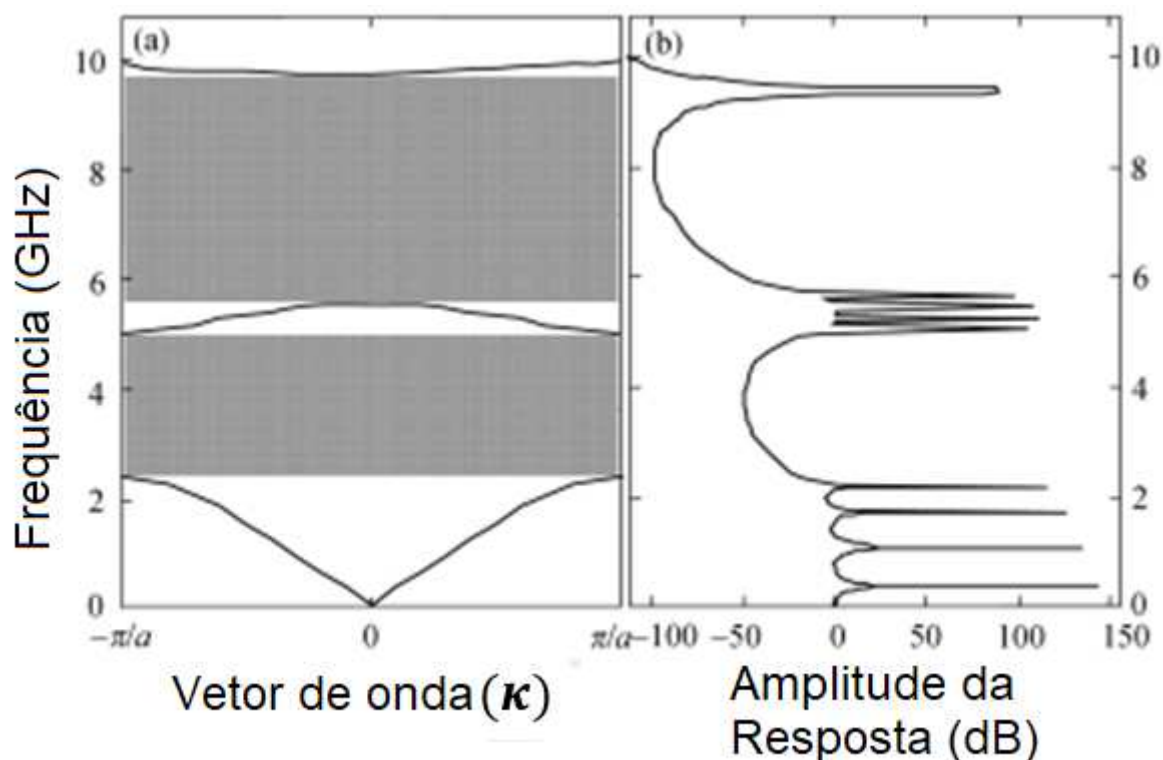 (a)
(b)
10
8
6
4
2
0
Frequência (GHz)
−π/a
0
π/a
Vetor de onda (κ)
10
8
6
4
2
0
−100
−50
0
50
100
150
Amplitude da
Resposta (dB)